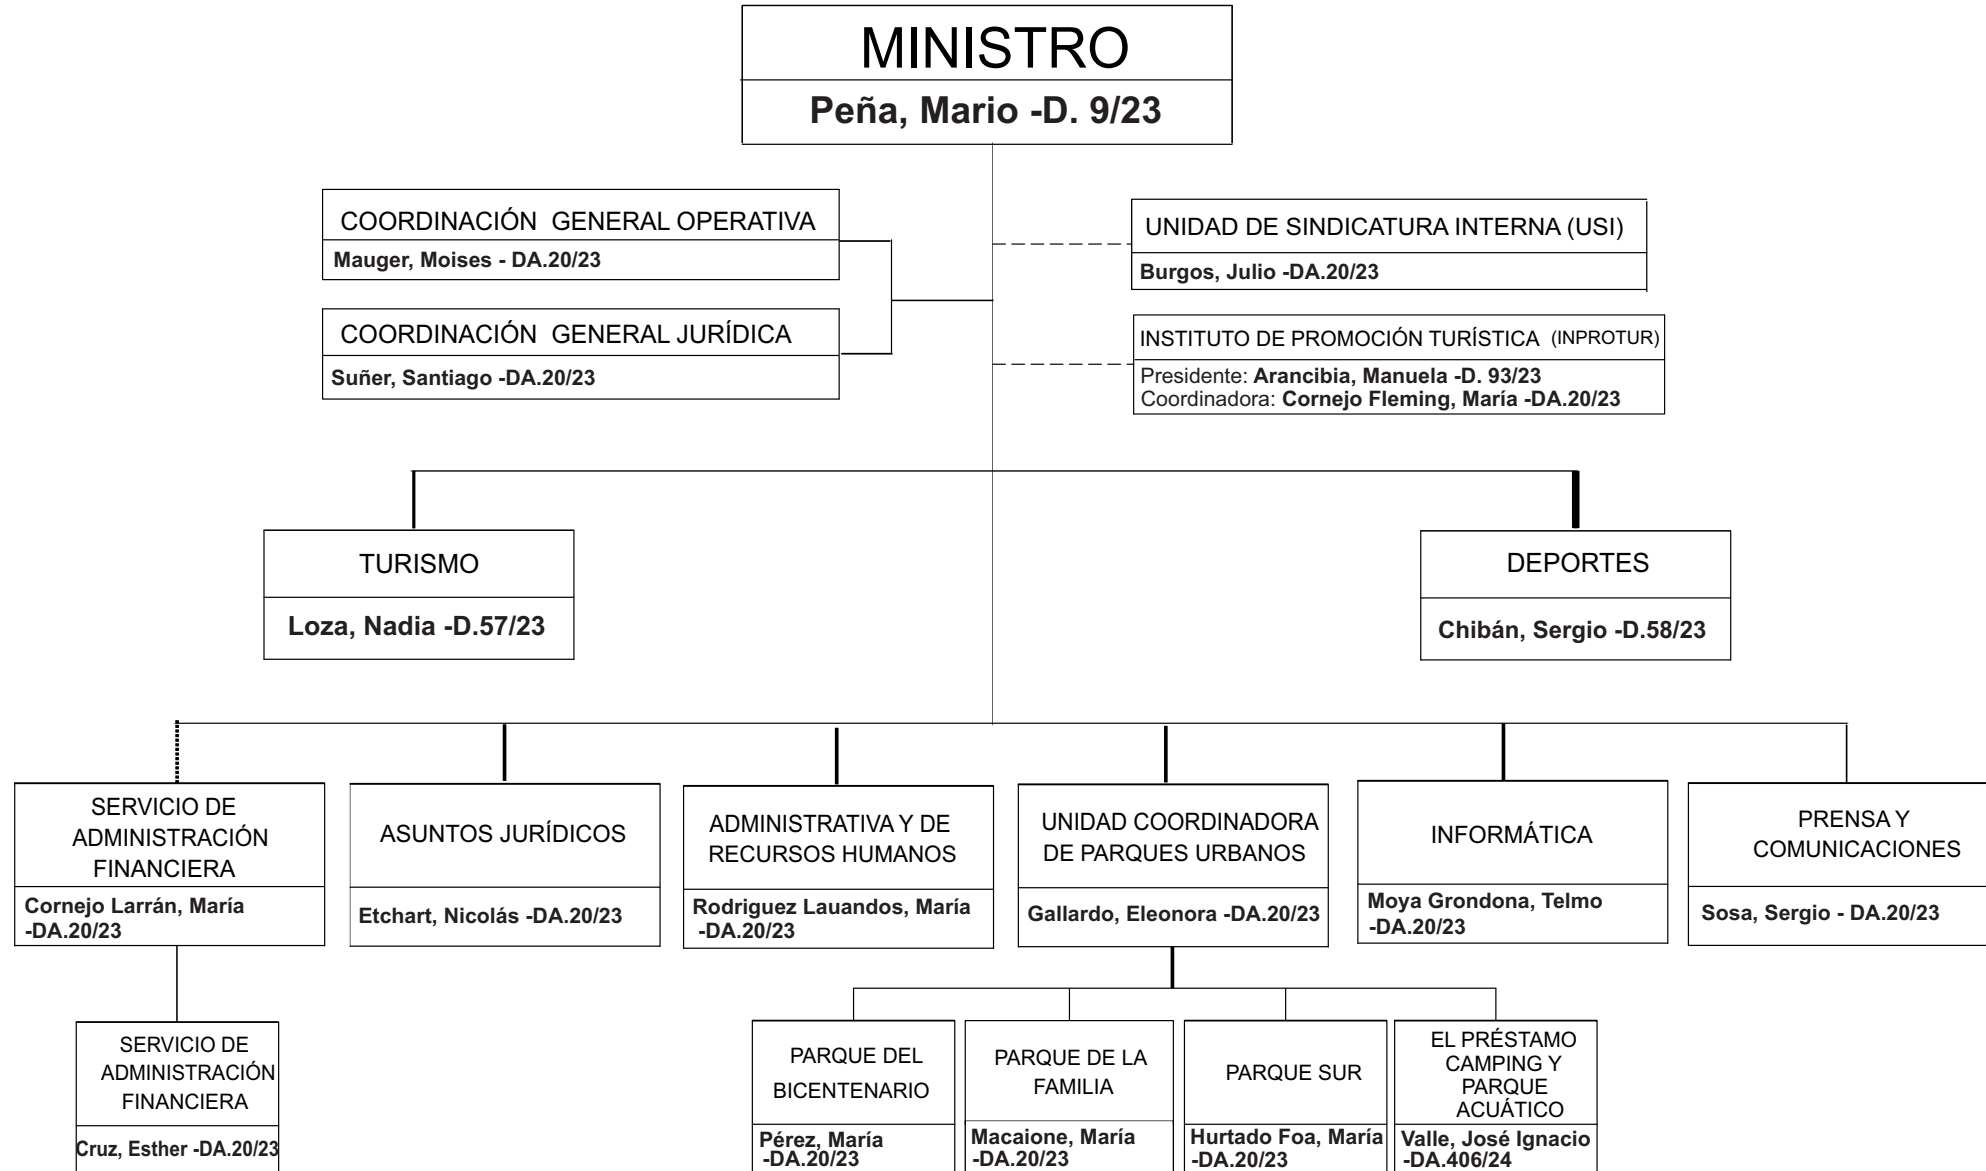 MINISTRO
Peña, Mario -D. 9/23
COORDINACIÓN GENERAL OPERATIVA
Mauger, Moises - DA.20/23
COORDINACIÓN GENERAL JURÍDICA
Suñer, Santiago -DA.20/23
UNIDAD DE SINDICATURA INTERNA (USI)
Burgos, Julio -DA.20/23
INSTITUTO DE PROMOCIÓN TURÍSTICA (INPROTUR)
Presidente: Arancibia, Manuela -D. 93/23
Coordinadora: Cornejo Fleming, María -DA.20/23
TURISMO
Loza, Nadia -D.57/23
DEPORTES
Chibán, Sergio -D.58/23
SERVICIO DE
ADMINISTRACIÓN
FINANCIERA
Cornejo Larrán, María
-DA.20/23
ASUNTOS JURÍDICOS
Etchart, Nicolás -DA.20/23
ADMINISTRATIVA Y DE
RECURSOS HUMANOS
Rodriguez Lauandos, María
-DA.20/23
UNIDAD COORDINADORA
DE PARQUES URBANOS
Gallardo, Eleonora -DA.20/23
INFORMÁTICA
Moya Grondona, Telmo
-DA.20/23
PRENSA Y
COMUNICACIONES
Sosa, Sergio - DA.20/23
SERVICIO DE
ADMINISTRACIÓN
FINANCIERA
Cruz, Esther -DA.20/23
PARQUE DEL
BICENTENARIO
Pérez, María
-DA.20/23
PARQUE DE LA
FAMILIA
Macaione, María
-DA.20/23
PARQUE SUR
Hurtado Foa, María
-DA.20/23
EL PRÉSTAMO
CAMPING Y
PARQUE
ACUÁTICO
Valle, José Ignacio
-DA.406/24